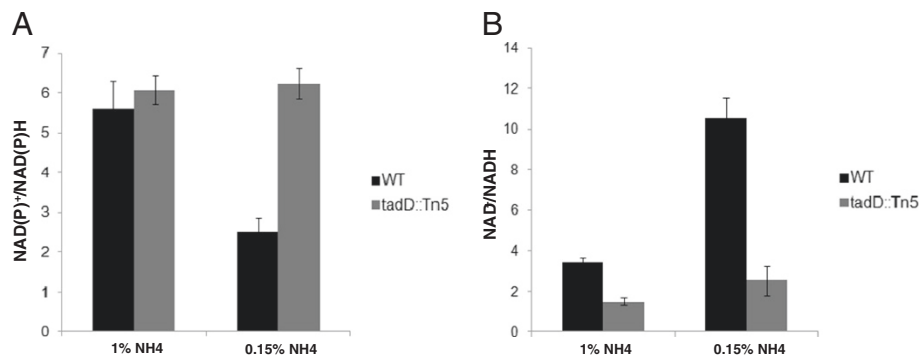 A
NAD(P)⁺/NAD(P)H
7
6
5
4
3
2
1
0
1% NH4
0.15% NH4
WT
tadD::Tn5
B
NAD⁺/NADH
14
12
10
8
6
4
2
0
1% NH4
0.15% NH4
WT
tadD::Tn5